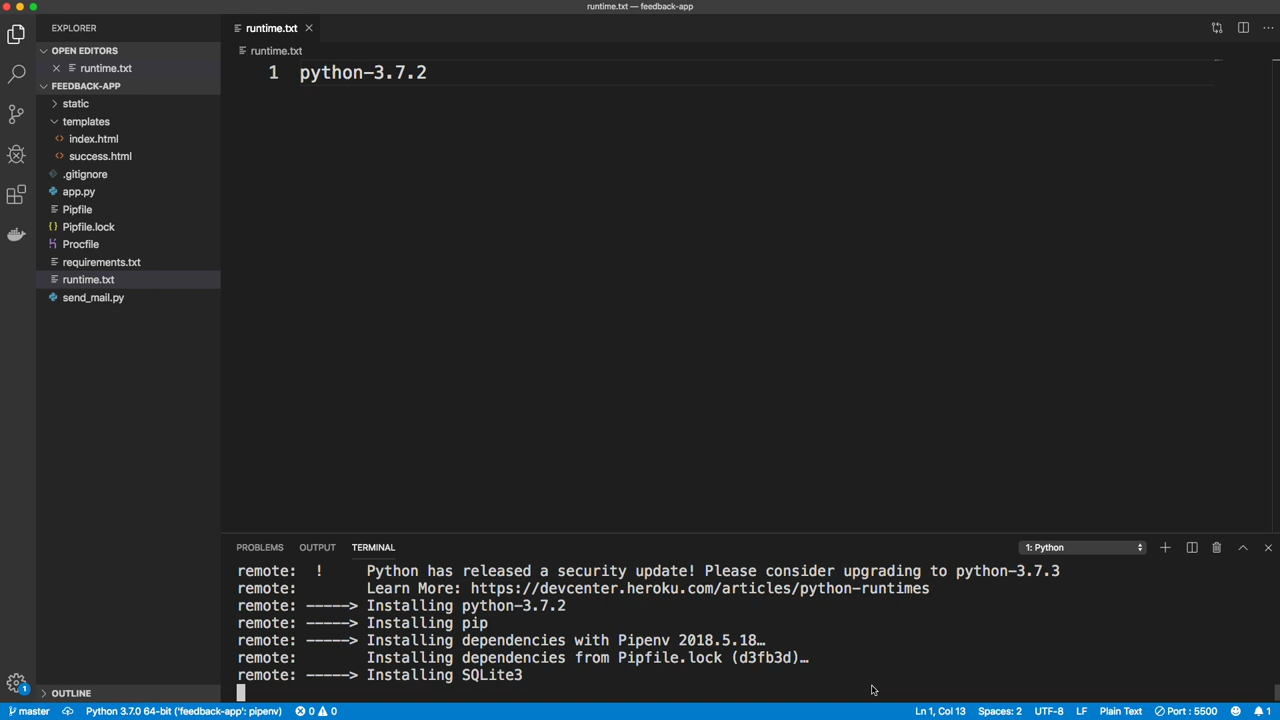 runtime.txt — feedback-app
EXPLORER
OPEN EDITORS
runtime.txt
FEEDBACK-APP
static
templates
index.html
success.html
.gitignore
app.py
Pipfile
Pipfile.lock
Procfile
requirements.txt
runtime.txt
send_mail.py
OUTLINE
runtime.txt
runtime.txt
1 python-3.7.2
PROBLEMS OUTPUT TERMINAL 1: Python
remote: ! Python has released a security update! Please consider upgrading to python-3.7.3
remote: Learn More: https://devcenter.heroku.com/articles/python-runtimes
remote: -----> Installing python-3.7.2
remote: -----> Installing pip
remote: -----> Installing dependencies with Pipenv 2018.5.18…
remote: Installing dependencies from Pipfile.lock (d3fb3d)…
remote: -----> Installing SQLite3
1
master Python 3.7.0 64-bit ('feedback-app': pipenv) 0 0 Ln 1, Col 13 Spaces: 2 UTF-8 LF Plain Text Port : 5500 1